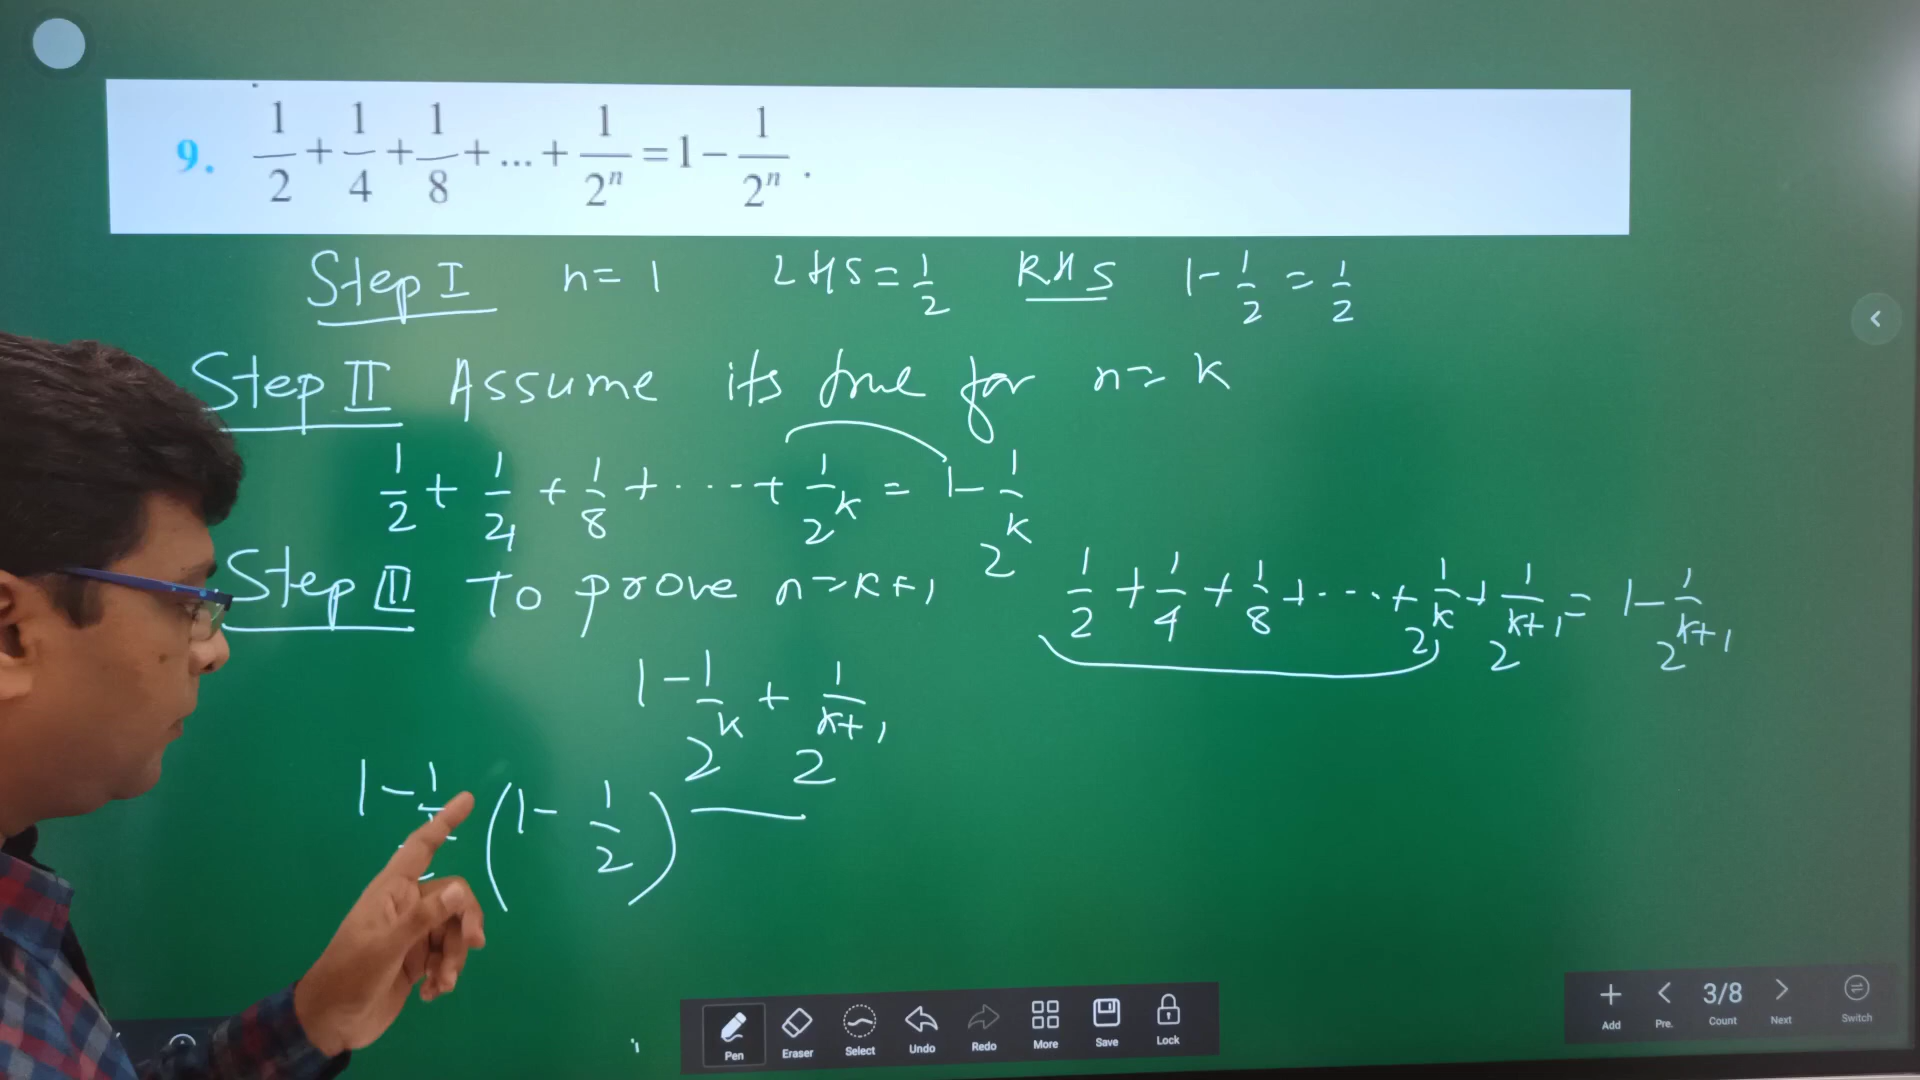 9. 1/2 + 1/4 + 1/8 + ... + 1/2ⁿ = 1 − 1/2ⁿ .
Step I n = 1 LHS = 1/2 RHS 1 − 1/2 = 1/2
Step II Assume its true for n = k
1/2 + 1/4 + 1/8 + ... + 1/2^k = 1 − 1/2^k
Step III To prove n = k+1 1/2 + 1/4 + 1/8 + ... + 1/2^k + 1/2^(k+1) = 1 − 1/2^(k+1)
1 − 1/2^k + 1/2^(k+1)
1 − 1/ (1 − 1/2)
Pen Eraser Select Undo Redo More Save Lock
3/8
Add Pre. Count Next Switch